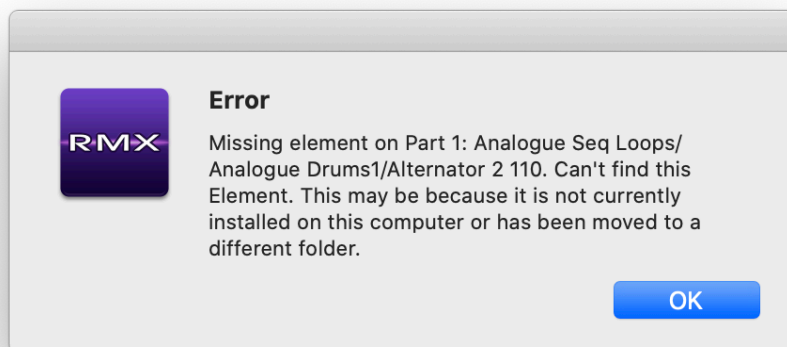 RMX
Error
Missing element on Part 1: Analogue Seq Loops/
Analogue Drums1/Alternator 2 110. Can't find this
Element. This may be because it is not currently
installed on this computer or has been moved to a
different folder.
OK